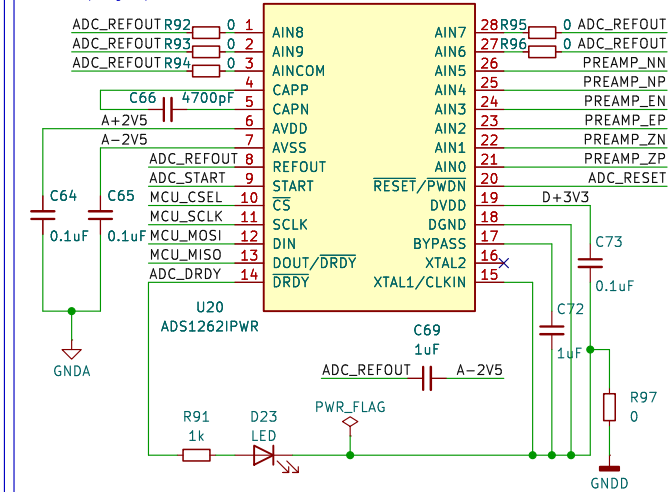 ADC_REFOUT R92 0 1 AIN8 AIN7 28 R95 0 ADC_REFOUT
ADC_REFOUT R93 0 2 AIN9 AIN6 27 R96 0 ADC_REFOUT
ADC_REFOUT R94 0 3 AINCOM AIN5 26 PREAMP_NN
4 CAPP AIN4 25 PREAMP_NP
C66 4700pF 5 CAPN AIN3 24 PREAMP_EN
A+2V5 6 AVDD AIN2 23 PREAMP_EP
A-2V5 7 AVSS AIN1 22 PREAMP_ZN
ADC_REFOUT 8 REFOUT AIN0 21 PREAMP_ZP
ADC_START 9 START RESET/PWDN 20 ADC_RESET
C64 C65 MCU_CSEL 10 CS DVDD 19 D+3V3
MCU_SCLK 11 SCLK DGND 18
0.1uF 0.1uF MCU_MOSI 12 DIN BYPASS 17 C73
MCU_MISO 13 DOUT/DRDY XTAL2 16
ADC_DRDY 14 DRDY XTAL1/CLKIN 15 0.1uF
U20 C72
ADS1262IPWR
C69
1uF 1uF
GNDA ADC_REFOUT A-2V5
PWR_FLAG R97
R91 D23 0
1k LED
GNDD